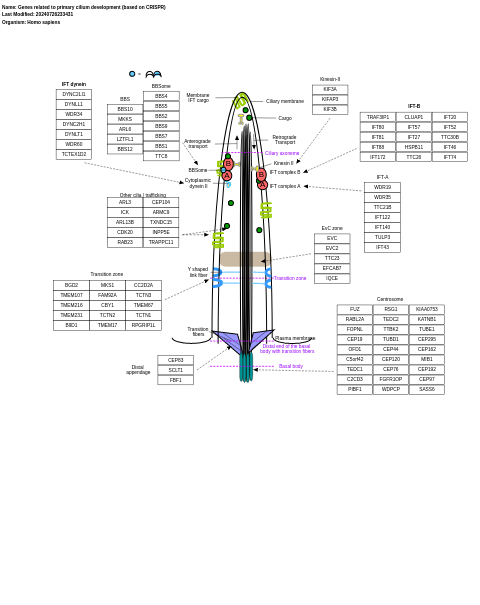 Name: Genes related to primary cilium development (based on CRISPR)
Last Modified: 20240726233431
Organism: Homo sapiens
IFT dynein
DYNC2LI1
DYNLL1
WDR34
DYNC2H1
DYNLT1
WDR60
TCTEX1D2
BBS
BBS10
MKKS
ARL6
LZTFL1
BBS12
BBSome
BBS4
BBS5
BBS2
BBS9
BBS7
BBS1
TTC8
Membrane
IFT cargo
Ciliary membrane
Cargo
Anterograde
transport
Retrograde
Transport
Ciliary axonema
Kinesin II
BBSome
IFT complex B
IFT complex A
Cytoplasmic
dynein II
B
A
B
A
Kinesin-II
KIF3A
KIFAP3
KIF3B
IFT-B
TRAF3IP1 CLUAP1 IFT20
IFT80 IFT57 IFT52
IFT81 IFT27 TTC30B
IFT88 HSPB11 IFT46
IFT172 TTC26 IFT74
IFT-A
WDR19
WDR35
TTC21B
IFT122
IFT140
TULP3
IFT43
Other cilia / trafficking
ARL3 CEP104
ICK ARMC9
ARL13B TXNDC15
CDK20 INPP5E
RAB23 TRAPPC11
EvC zone
EVC
EVC2
TTC23
EFCAB7
IQCE
Transition zone
B9D2 MKS1 CC2D2A
TMEM107 FAM92A TCTN3
TMEM216 CBY1 TMEM67
TMEM231 TCTN2 TCTN1
B9D1 TMEM17 RPGRIP1L
Y shaped
link fiber
Transition zone
Transition
fibers
Plasma membrane
Distal end of the basal
body with transition fibers
Basal body
Distal
appendage
CEP83
SCLT1
FBF1
Centrosome
FUZ RSG1 KIAA0753
RABL2A TEDC2 KATNB1
FOPNL TTBK2 TUBE1
CEP19 TUBD1 CEP295
OFD1 CEP44 CEP162
C5orf42 CEP120 MIB1
TEDC1 CEP76 CEP192
C2CD3 FGFR1OP CEP97
PIBF1 WDPCP SASS6